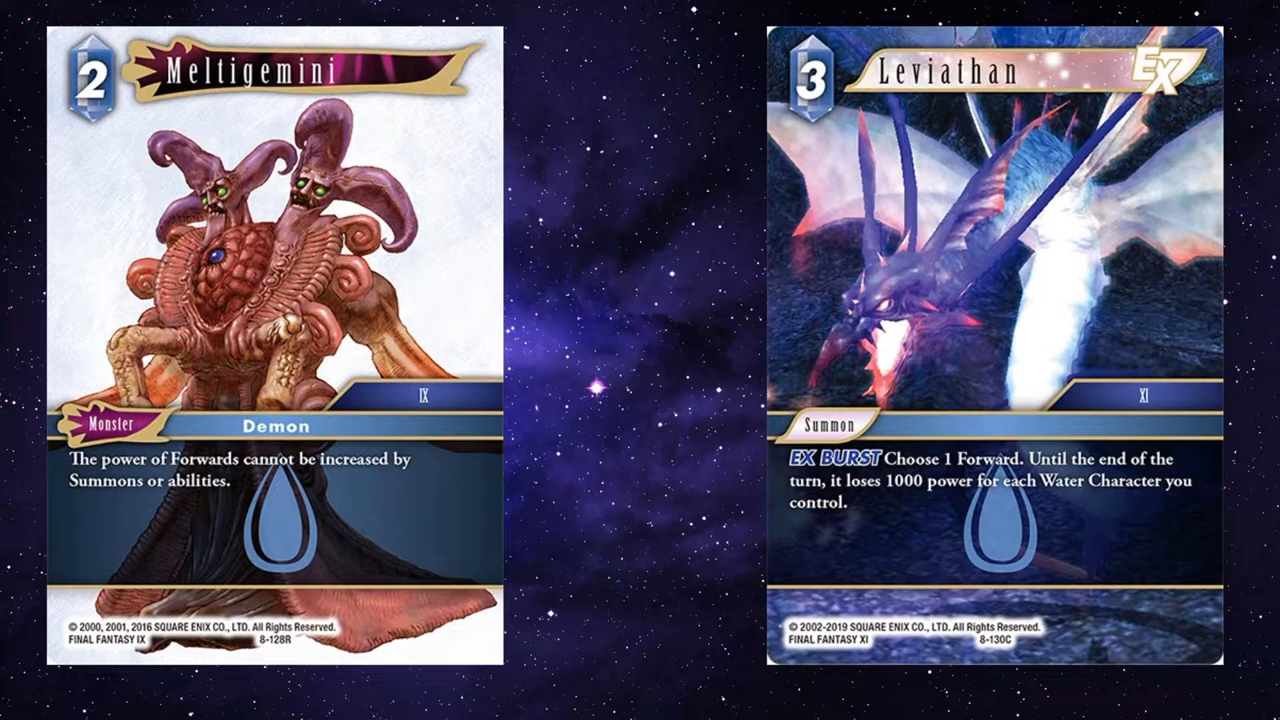 2
Meltigemini
IX
Monster
Demon
The power of Forwards cannot be increased by
Summons or abilities.
© 2000, 2001, 2016 SQUARE ENIX CO., LTD. All Rights Reserved.
FINAL FANTASY IX 8-128R
3
Leviathan
EX
XI
Summon
EX BURST Choose 1 Forward. Until the end of the
turn, it loses 1000 power for each Water Character you
control.
© 2002-2019 SQUARE ENIX CO., LTD. All Rights Reserved.
FINAL FANTASY XI 8-130C